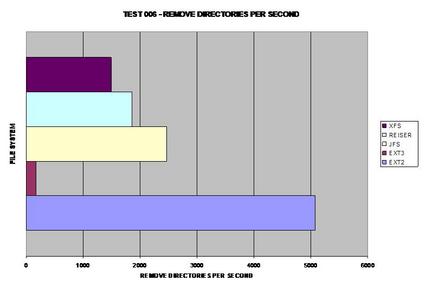 TEST 006 - REMOVE DIRECTORIES PER SECOND
FILE SYSTEM
XFS
REISER
JFS
EXT3
EXT2
0 1000 2000 3000 4000 5000 6000
REMOVE DIRECTORIES PER SECOND